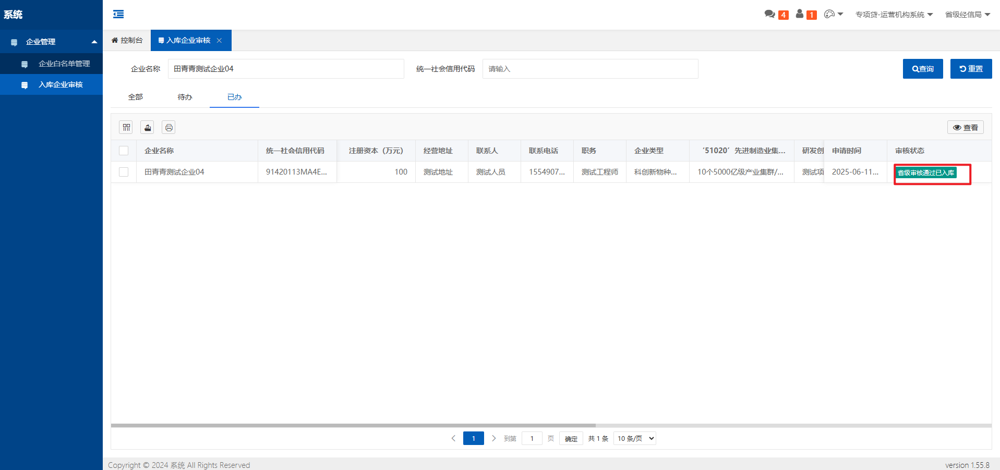 系统
4
1
专项贷-运营机构系统
省级经信局
企业管理
企业白名单管理
入库企业审核
控制台
入库企业审核
企业名称
田青青测试企业04
统一社会信用代码
请输入
查询
重置
全部
待办
已办
查看
企业名称
统一社会信用代码
注册资本（万元）
经营地址
联系人
联系电话
职务
企业类型
‘51020’先进制造业集...
研发创
申请时间
审核状态
田青青测试企业04
91420113MA4E...
100
测试地址
测试人员
1554907...
测试工程师
科创新物种...
10个5000亿级产业集群/...
测试项
2025-06-11...
省级审核通过已入库
1
到第
1
页
确定
共 1 条
10 条/页
Copyright © 2024 系统 All Rights Reserved
version 1.55.8